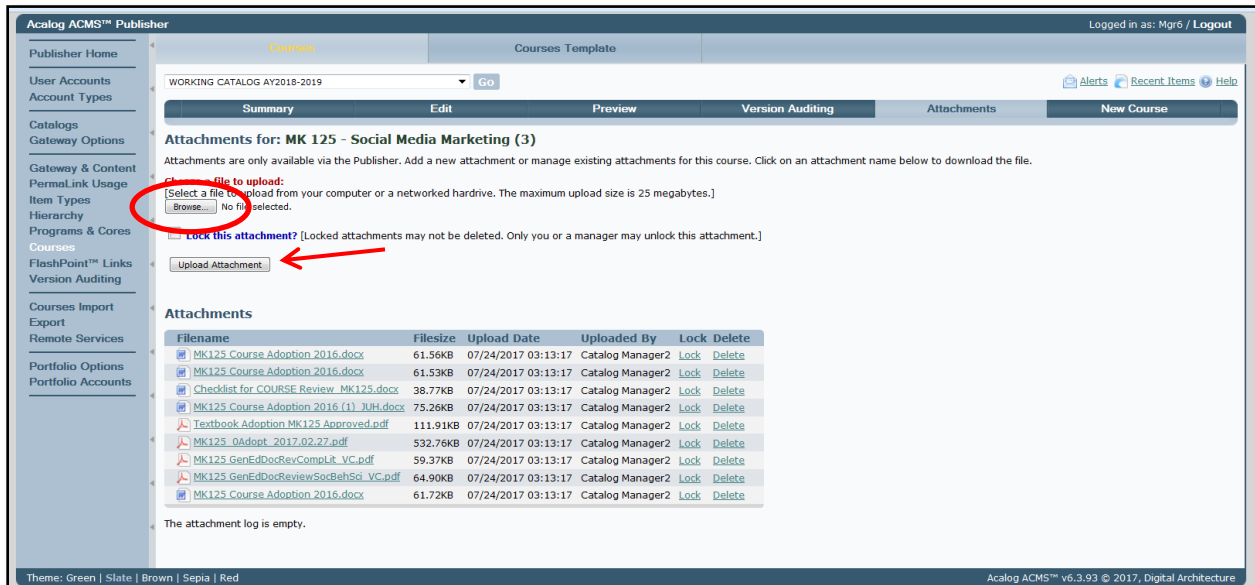 Acalog ACMS™ Publisher
Logged in as: Mgr6 / Logout
Publisher Home
User Accounts
Account Types
Catalogs
Gateway Options
Gateway & Content
PermaLink Usage
Item Types
Hierarchy
Programs & Cores
Courses
FlashPoint™ Links
Version Auditing
Courses Import
Export
Remote Services
Portfolio Options
Portfolio Accounts
Courses Courses Template
WORKING CATALOG AY2018-2019 Go
Alerts Recent Items Help
Summary Edit Preview Version Auditing Attachments New Course
Attachments for: MK 125 - Social Media Marketing (3)
Attachments are only available via the Publisher. Add a new attachment or manage existing attachments for this course. Click on an attachment name below to download the file.
Choose a file to upload:
[Select a file to upload from your computer or a networked hardrive. The maximum upload size is 25 megabytes.]
Browse... No file selected.
Lock this attachment? [Locked attachments may not be deleted. Only you or a manager may unlock this attachment.]
Upload Attachment
Attachments
Filename Filesize Upload Date Uploaded By Lock Delete
MK125 Course Adoption 2016.docx 61.56KB 07/24/2017 03:13:17 Catalog Manager2 Lock Delete
MK125 Course Adoption 2016.docx 61.53KB 07/24/2017 03:13:17 Catalog Manager2 Lock Delete
Checklist for COURSE Review_MK125.docx 38.77KB 07/24/2017 03:13:17 Catalog Manager2 Lock Delete
MK125 Course Adoption 2016 (1)_JUH.docx 75.26KB 07/24/2017 03:13:17 Catalog Manager2 Lock Delete
Textbook Adoption MK125 Approved.pdf 111.91KB 07/24/2017 03:13:17 Catalog Manager2 Lock Delete
MK125_0Adopt_2017.02.27.pdf 532.76KB 07/24/2017 03:13:17 Catalog Manager2 Lock Delete
MK125 GenEdDocRevCompLit_VC.pdf 59.37KB 07/24/2017 03:13:17 Catalog Manager2 Lock Delete
MK125 GenEdDocReviewSocBehSci_VC.pdf 64.90KB 07/24/2017 03:13:17 Catalog Manager2 Lock Delete
MK125 Course Adoption 2016.docx 61.72KB 07/24/2017 03:13:17 Catalog Manager2 Lock Delete
The attachment log is empty.
Theme: Green | Slate | Brown | Sepia | Red
Acalog ACMS™ v6.3.93 © 2017, Digital Architecture